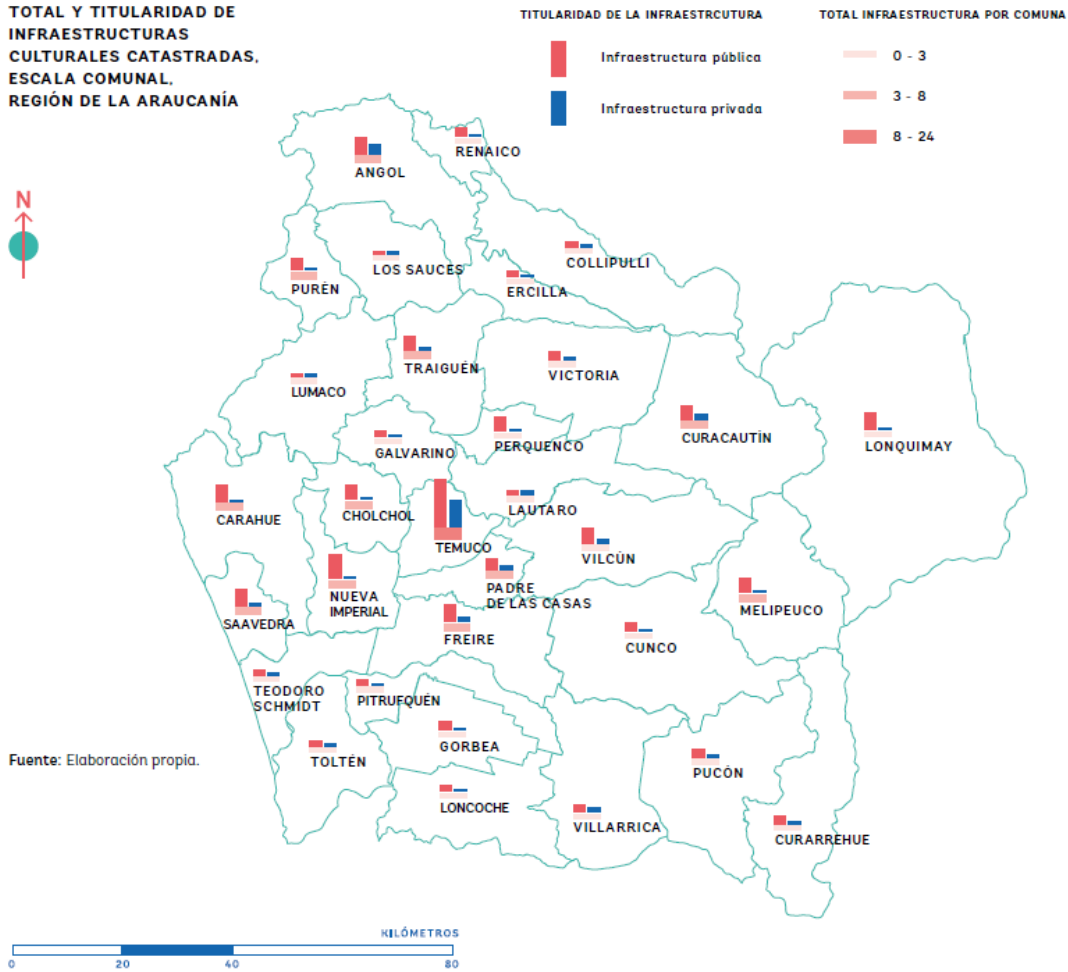 TOTAL Y TITULARIDAD DE
INFRAESTRUCTURAS
CULTURALES CATASTRADAS,
ESCALA COMUNAL,
REGIÓN DE LA ARAUCANÍA
TITULARIDAD DE LA INFRAESTRCUTURA
Infraestructura pública
Infraestructura privada
TOTAL INFRAESTRUCTURA POR COMUNA
0 - 3
3 - 8
8 - 24
N
RENAICO
ANGOL
COLLIPULLI
LOS SAUCES
PURÉN
ERCILLA
TRAIGUÉN
VICTORIA
LUMACO
CURACAUTÍN
LONQUIMAY
GALVARINO
PERQUENCO
LAUTARO
CARAHUE
CHOLCHOL
TEMUCO
VILCÚN
PADRE
DE LAS CASAS
NUEVA
IMPERIAL
MELIPEUCO
SAAVEDRA
FREIRE
CUNCO
TEODORO
SCHMIDT
PITRUFQUÉN
GORBEA
TOLTÉN
PUCÓN
LONCOCHE
VILLARRICA
CURARREHUE
Fuente: Elaboración propia.
KILÓMETROS
0 20 40 80